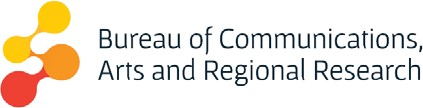 Bureau of Communications,
Arts and Regional Research